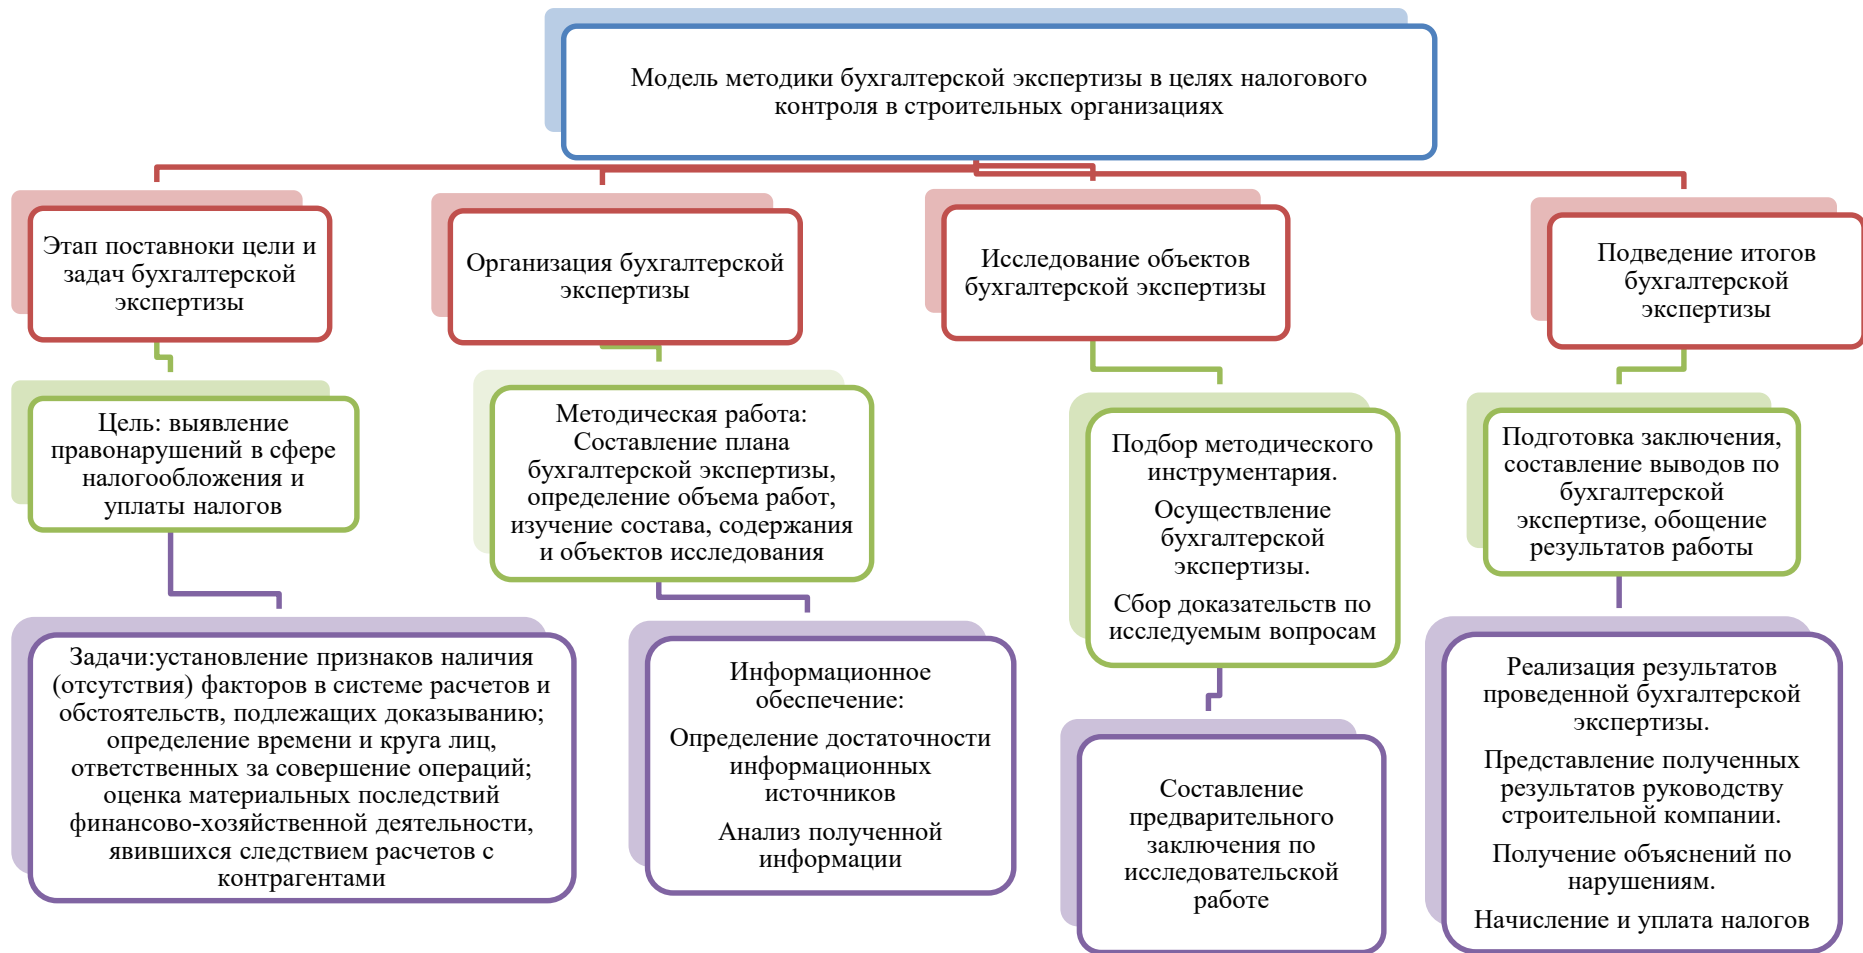 Модель методики бухгалтерской экспертизы в целях налогового
контроля в строительных организациях
Этап поставноки цели и
задач бухгалтерской
экспертизы
Организация бухгалтерской
экспертизы
Исследование объектов
бухгалтерской экспертизы
Подведение итогов
бухгалтерской
экспертизы
Цель: выявление
правонарушений в сфере
налогообложения и
уплаты налогов
Методическая работа:
Составление плана
бухгалтерской экспертизы,
определение объема работ,
изучение состава, содержания
и объектов исследования
Подбор методического
инструментария.
Осуществление
бухгалтерской
экспертизы.
Сбор доказательств по
исследуемым вопросам
Подготовка заключения,
составление выводов по
бухгалтерской
экспертизе, обощение
результатов работы
Задачи:установление признаков наличия
(отсутствия) факторов в системе расчетов и
обстоятельств, подлежащих доказыванию;
определение времени и круга лиц,
ответственных за совершение операций;
оценка материальных последствий
финансово-хозяйственной деятельности,
явившихся следствием расчетов с
контрагентами
Информационное
обеспечение:
Определение достаточности
информационных
источников
Анализ полученной
информации
Составление
предварительного
заключения по
исследовательской
работе
Реализация результатов
проведенной бухгалтерской
экспертизы.
Представление полученных
результатов руководству
строительной компании.
Получение объяснений по
нарушениям.
Начисление и уплата налогов